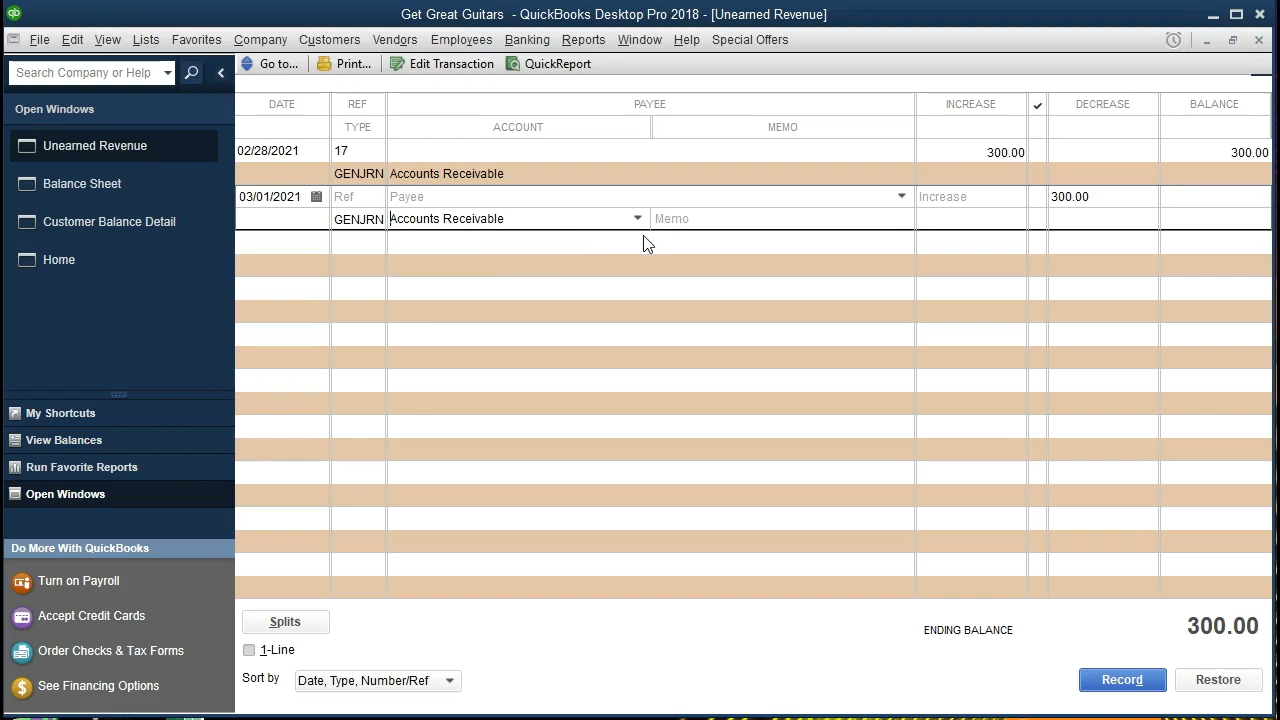 Get Great Guitars - QuickBooks Desktop Pro 2018 - [Unearned Revenue]
File Edit View Lists Favorites Company Customers Vendors Employees Banking Reports Window Help Special Offers
Search Company or Help
Go to... Print... Edit Transaction QuickReport
Open Windows
Unearned Revenue
Balance Sheet
Customer Balance Detail
Home
My Shortcuts
View Balances
Run Favorite Reports
Open Windows
Do More With QuickBooks
Turn on Payroll
Accept Credit Cards
Order Checks & Tax Forms
See Financing Options
DATE REF PAYEE INCREASE ✓ DECREASE BALANCE
TYPE ACCOUNT MEMO
02/28/2021 17 300.00 300.00
GENJRN Accounts Receivable
03/01/2021 Ref Payee Increase 300.00
GENJRN Accounts Receivable Memo
Splits
ENDING BALANCE 300.00
1-Line
Sort by Date, Type, Number/Ref
Record Restore